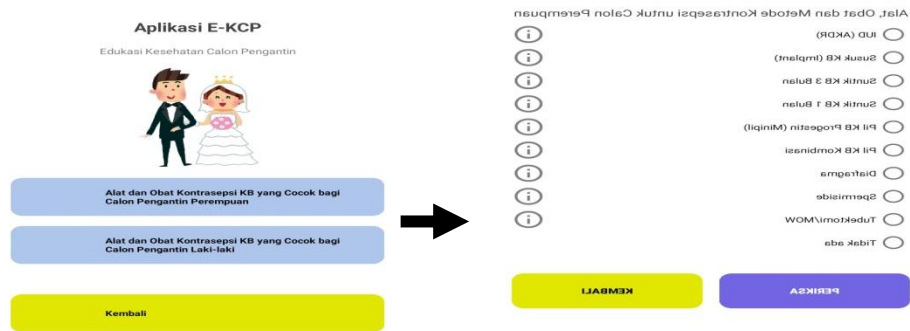 Aplikasi E-KCP
Edukasi Kesehatan Calon Pengantin
Alat dan Obat Kontrasepsi KB yang Cocok bagi
Calon Pengantin Perempuan
Alat dan Obat Kontrasepsi KB yang Cocok bagi
Calon Pengantin Laki-laki
Kembali
Alat, Obat dan Metode Kontrasepsi untuk Calon Perempuan
IUD (AKDR)
Susuk KB (Implant)
Suntik KB 3 Bulan
Suntik KB 1 Bulan
Pil KB Progestin (Minipil)
Pil KB Kombinasi
Diafragma
Spermiside
Tubektomi/MOW
Tidak ada
PERIKSA
KEMBALI